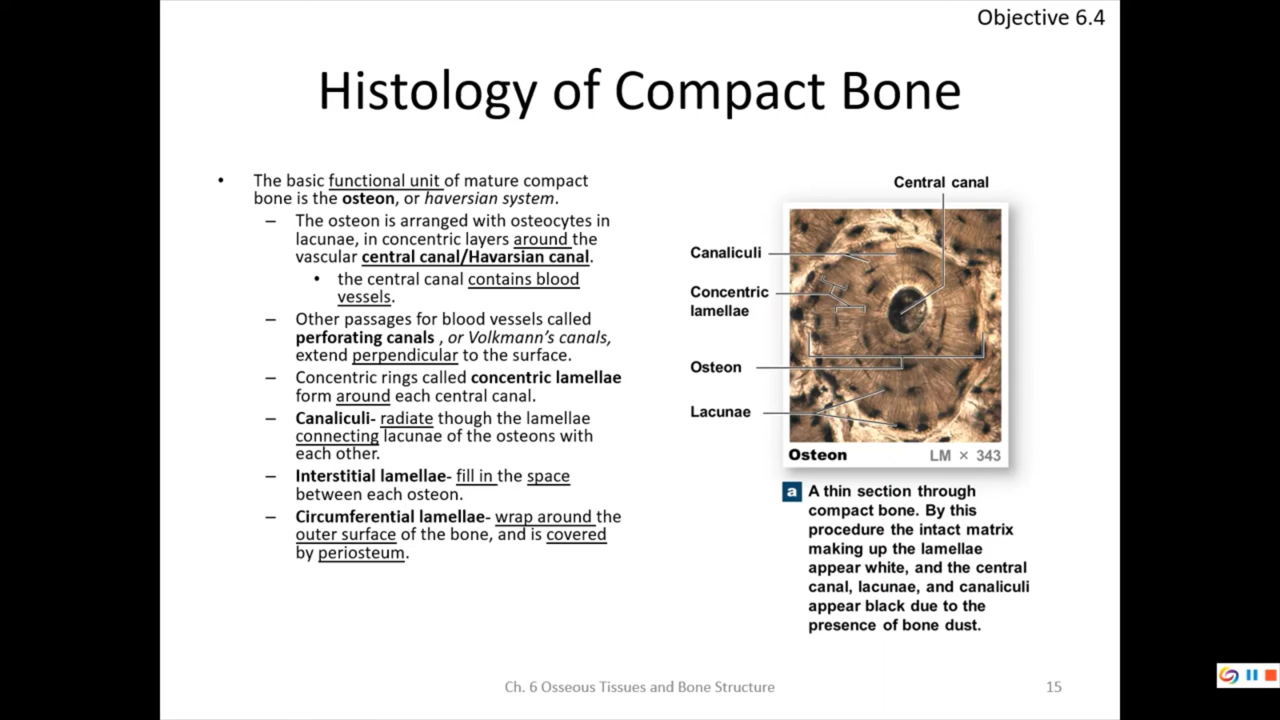 Objective 6.4
Histology of Compact Bone
• The basic functional unit of mature compact
bone is the osteon, or haversian system.
– The osteon is arranged with osteocytes in
lacunae, in concentric layers around the
vascular central canal/Havarsian canal.
• the central canal contains blood
vessels.
– Other passages for blood vessels called
perforating canals , or Volkmann's canals,
extend perpendicular to the surface.
– Concentric rings called concentric lamellae
form around each central canal.
– Canaliculi- radiate though the lamellae
connecting lacunae of the osteons with
each other.
– Interstitial lamellae- fill in the space
between each osteon.
– Circumferential lamellae- wrap around the
outer surface of the bone, and is covered
by periosteum.
Central canal
Canaliculi
Concentric
lamellae
Osteon
Lacunae
Osteon LM × 343
a A thin section through
compact bone. By this
procedure the intact matrix
making up the lamellae
appear white, and the central
canal, lacunae, and canaliculi
appear black due to the
presence of bone dust.
Ch. 6 Osseous Tissues and Bone Structure
15